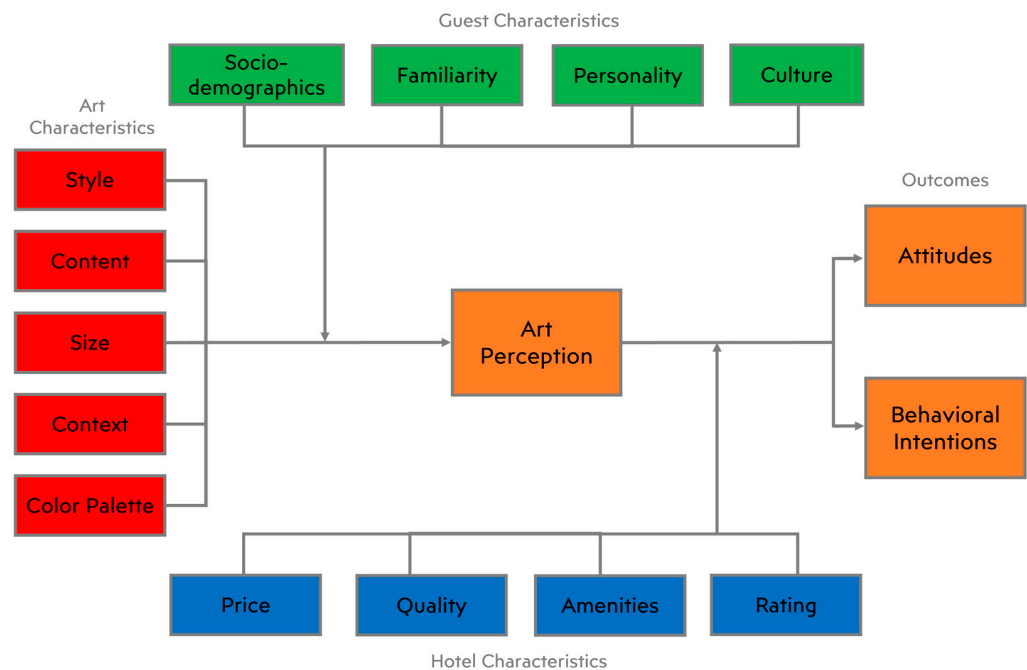 Guest Characteristics
Socio-
demographics
Familiarity
Personality
Culture
Art
Characteristics
Style
Content
Size
Context
Color Palette
Art
Perception
Outcomes
Attitudes
Behavioral
Intentions
Price
Quality
Amenities
Rating
Hotel Characteristics